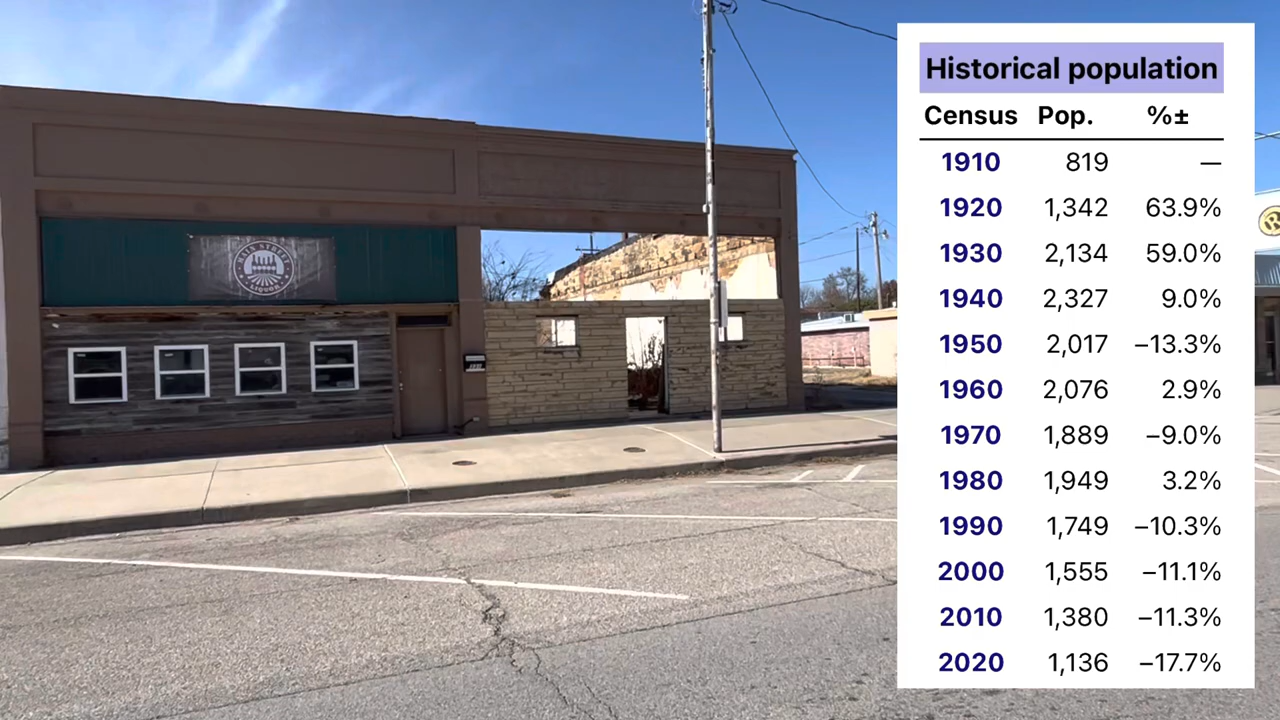 MAIN STREET
LIQUOR
Historical population
Census Pop. %±
1910 819 —
1920 1,342 63.9%
1930 2,134 59.0%
1940 2,327 9.0%
1950 2,017 −13.3%
1960 2,076 2.9%
1970 1,889 −9.0%
1980 1,949 3.2%
1990 1,749 −10.3%
2000 1,555 −11.1%
2010 1,380 −11.3%
2020 1,136 −17.7%